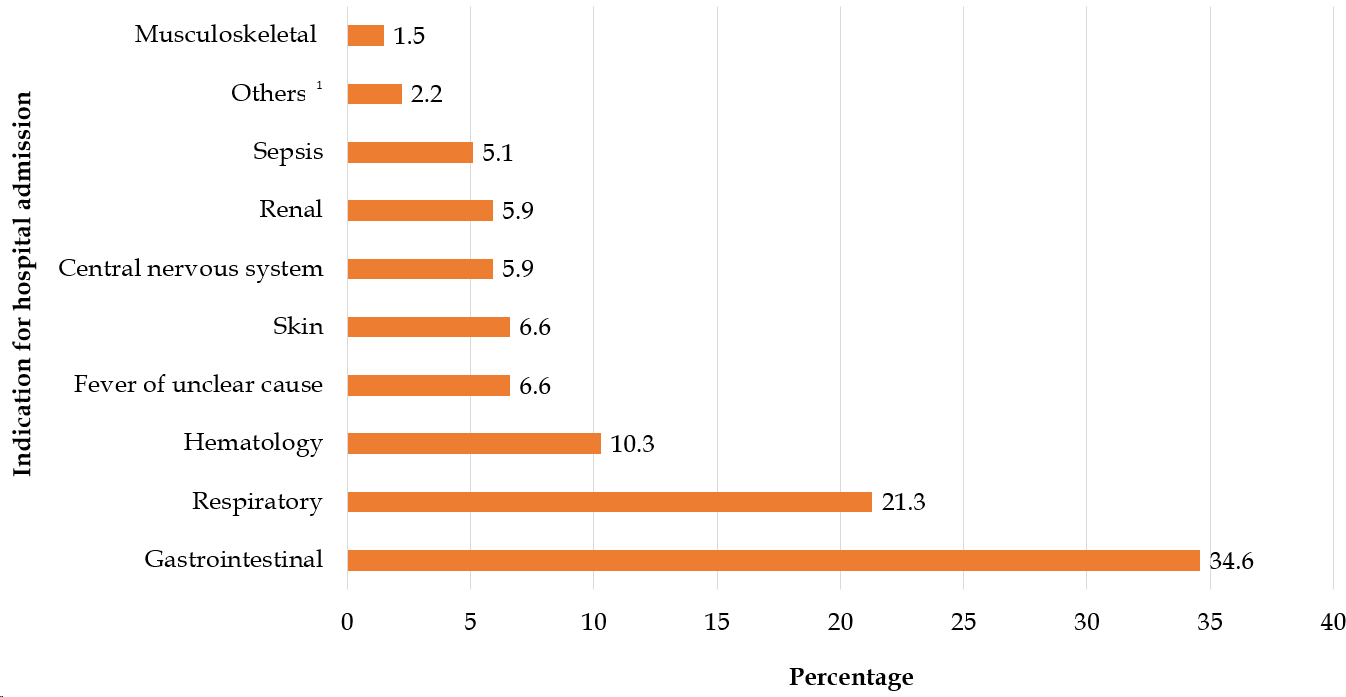 Indication for hospital admission
Musculoskeletal 1.5
Others 1 2.2
Sepsis 5.1
Renal 5.9
Central nervous system 5.9
Skin 6.6
Fever of unclear cause 6.6
Hematology 10.3
Respiratory 21.3
Gastrointestinal 34.6
0 5 10 15 20 25 30 35 40
Percentage